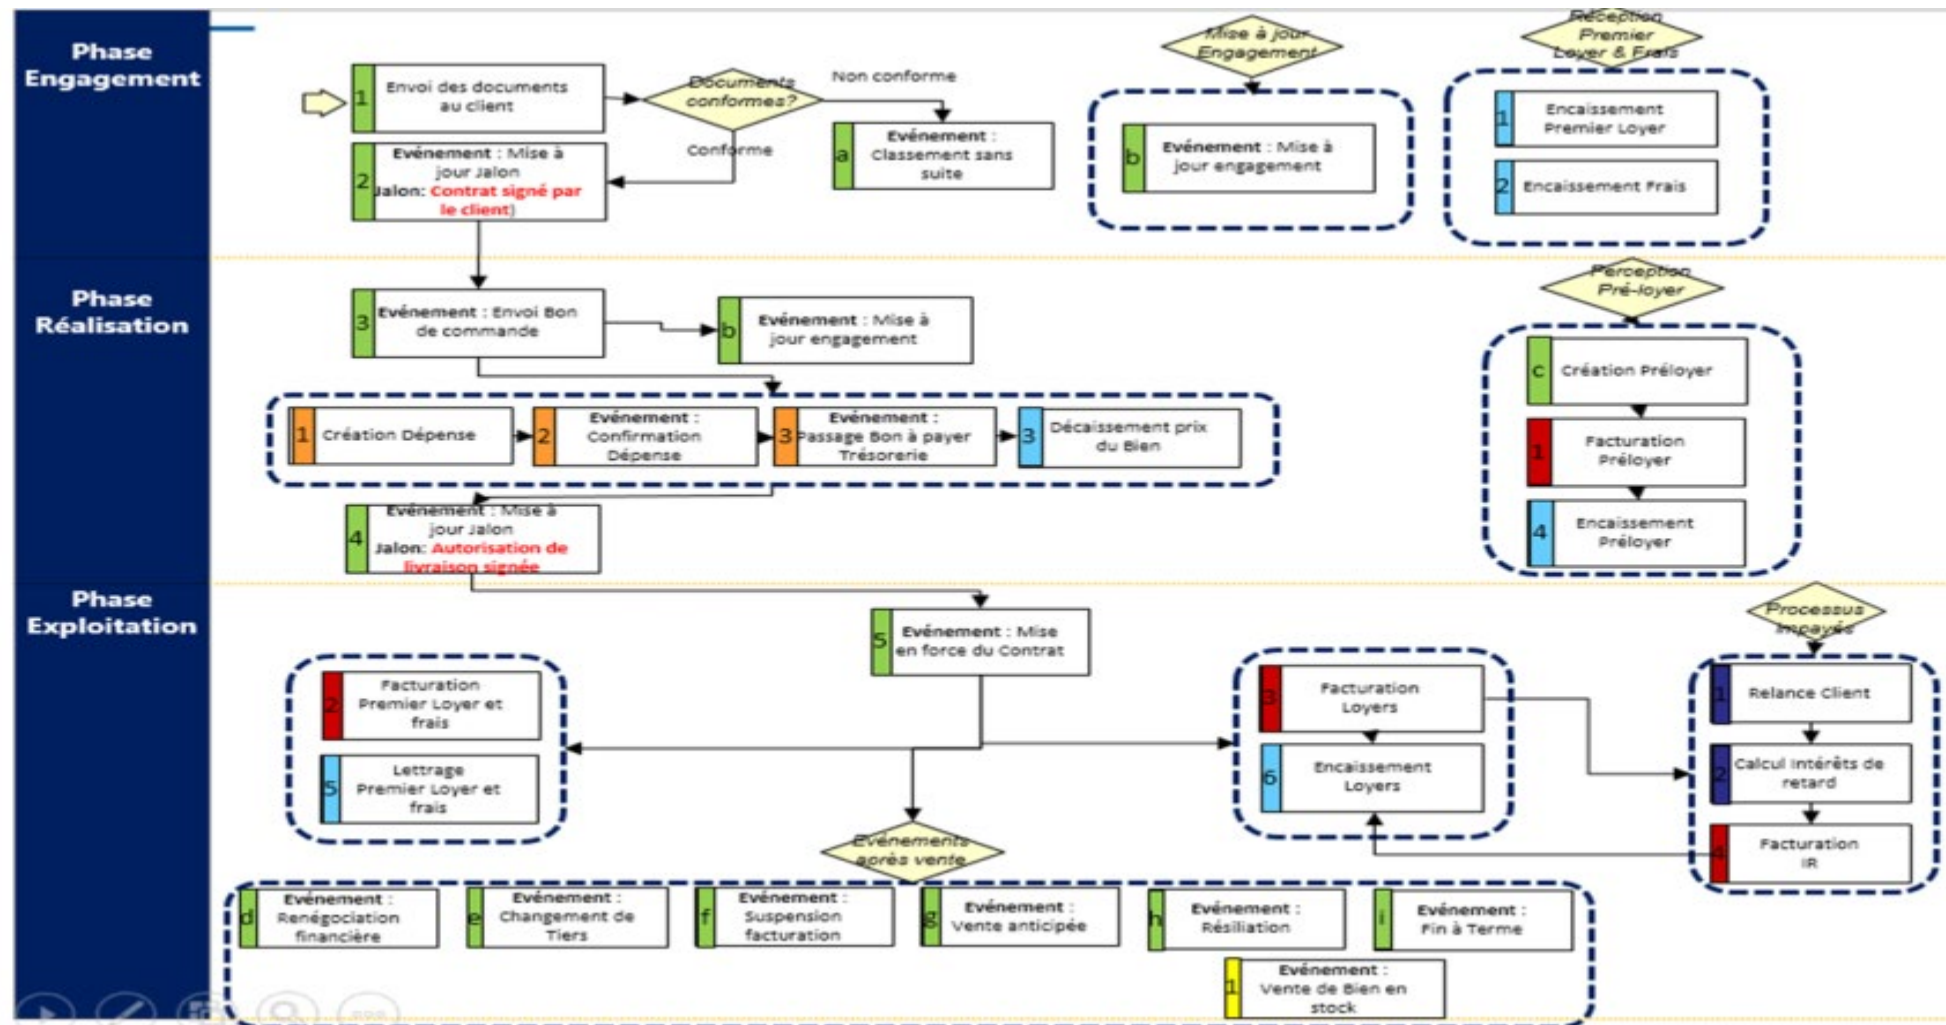 Phase
Engagement
1
Envoi des documents
au client
Documents
conformes?
Non conforme
Conforme
a
Evénement :
Classement sans
suite
2
Evénement : Mise à
jour Jalon
Jalon: Contrat signé par
le client)
Mise à jour
Engagement
b
Evénement : Mise à
jour engagement
Réception
Premier
Loyer & Frais
1
Encaissement
Premier Loyer
2
Encaissement Frais
Phase
Réalisation
3
Evénement : Envoi Bon
de commande
b
Evénement : Mise à
jour engagement
1
Création Dépense
2
Evénement :
Confirmation
Dépense
3
Evénement :
Passage Bon à payer
Trésorerie
3
Décaissement prix
du Bien
4
Evénement : Mise à
jour Jalon
Jalon: Autorisation de
livraison signée
Perception
Pré-loyer
c
Création Préloyer
1
Facturation
Préloyer
4
Encaissement
Préloyer
Phase
Exploitation
5
Evénement : Mise
en force du Contrat
2
Facturation
Premier Loyer et
frais
5
Lettrage
Premier Loyer et
frais
3
Facturation
Loyers
6
Encaissement
Loyers
Processus
impayés
1
Relance Client
2
Calcul Intérêts de
retard
4
Facturation
IR
Evénements
après vente
d
Evénement :
Renégociation
financière
e
Evénement :
Changement de
Tiers
f
Evénement :
Suspension
facturation
g
Evénement :
Vente anticipée
h
Evénement :
Résiliation
i
Evénement :
Fin à Terme
1
Evénement :
Vente de Bien en
stock